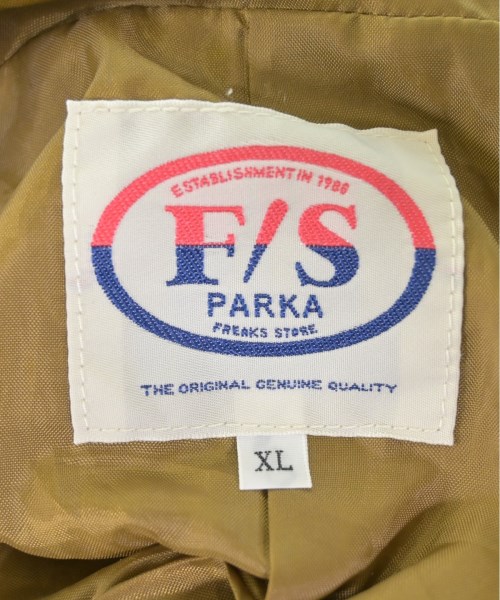 ESTABLISHMENT IN 1986
F/S
PARKA
FREAKS STORE
THE ORIGINAL GENUINE QUALITY
XL